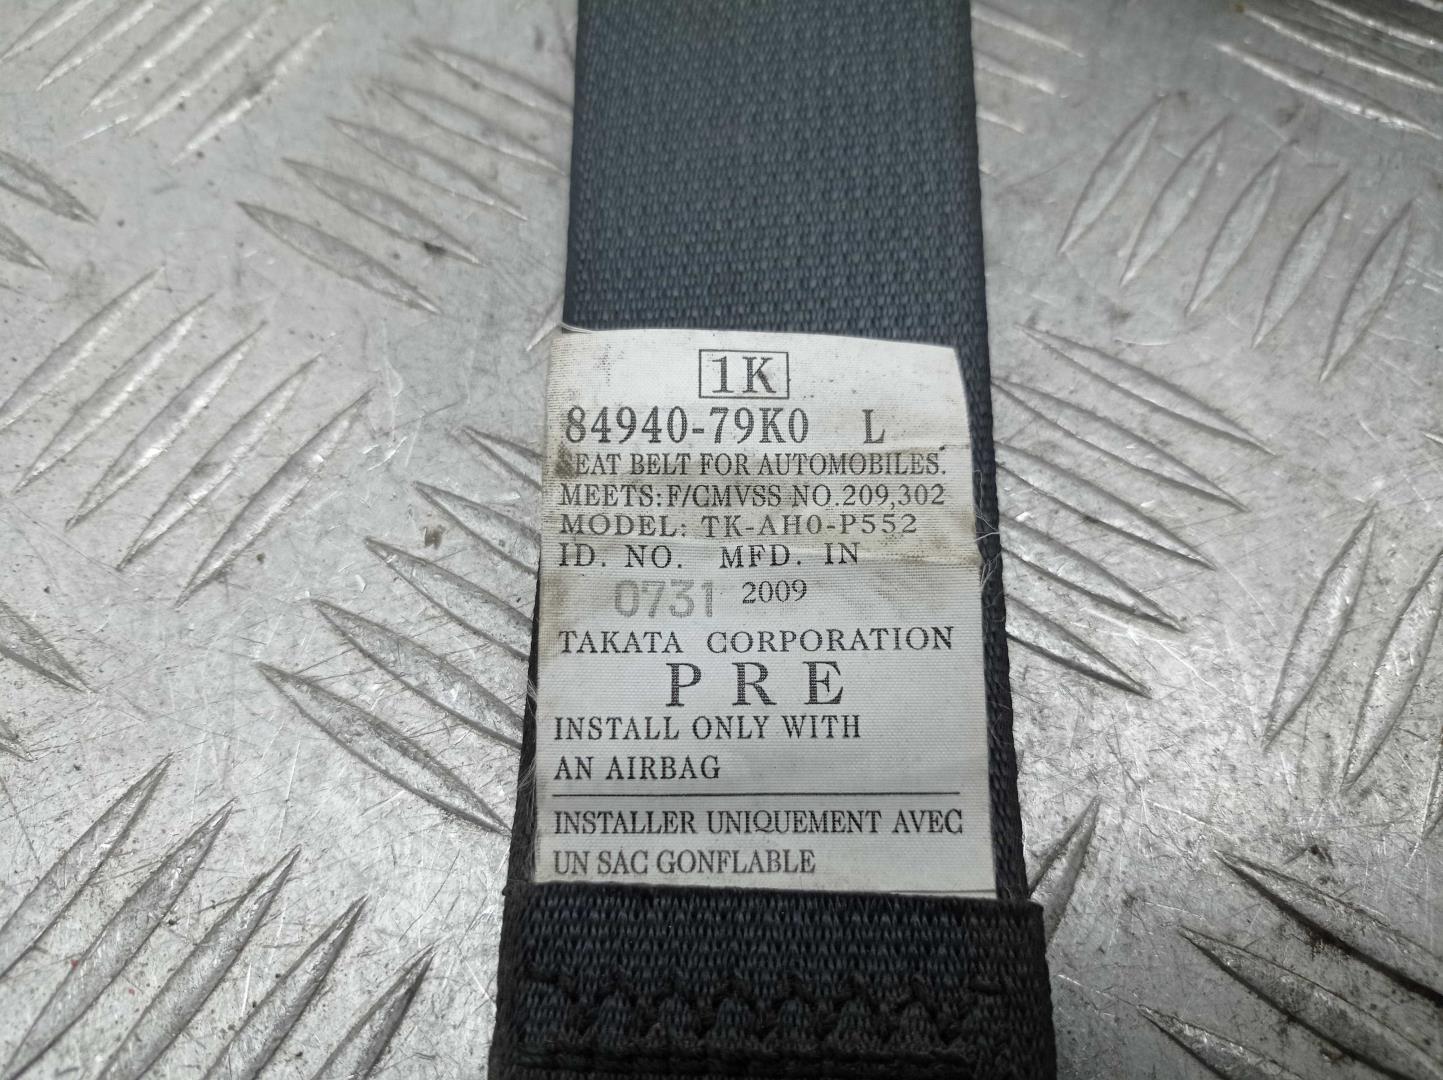 1K
84940-79K0 L
SEAT BELT FOR AUTOMOBILES.
MEETS: F/CMVSS NO. 209,302
MODEL: TK-AH0-P552
ID. NO. MFD. IN
0731 2009
TAKATA CORPORATION
PRE
INSTALL ONLY WITH
AN AIRBAG
INSTALLER UNIQUEMENT AVEC
UN SAC GONFLABLE